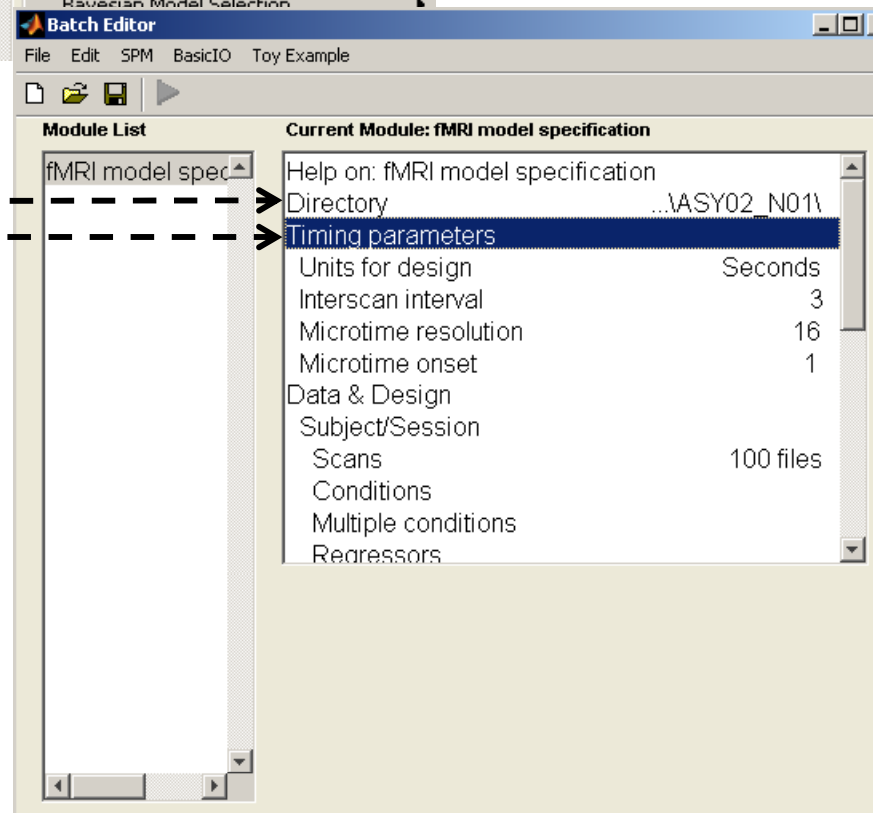 Bayesian Model Selection
Batch Editor
File Edit SPM BasicIO Toy Example
Module List Current Module: fMRI model specification
fMRI model spec
Help on: fMRI model specification
Directory ...\ASY02_N01\
Timing parameters
Units for design Seconds
Interscan interval 3
Microtime resolution 16
Microtime onset 1
Data & Design
Subject/Session
Scans 100 files
Conditions
Multiple conditions
Regressors